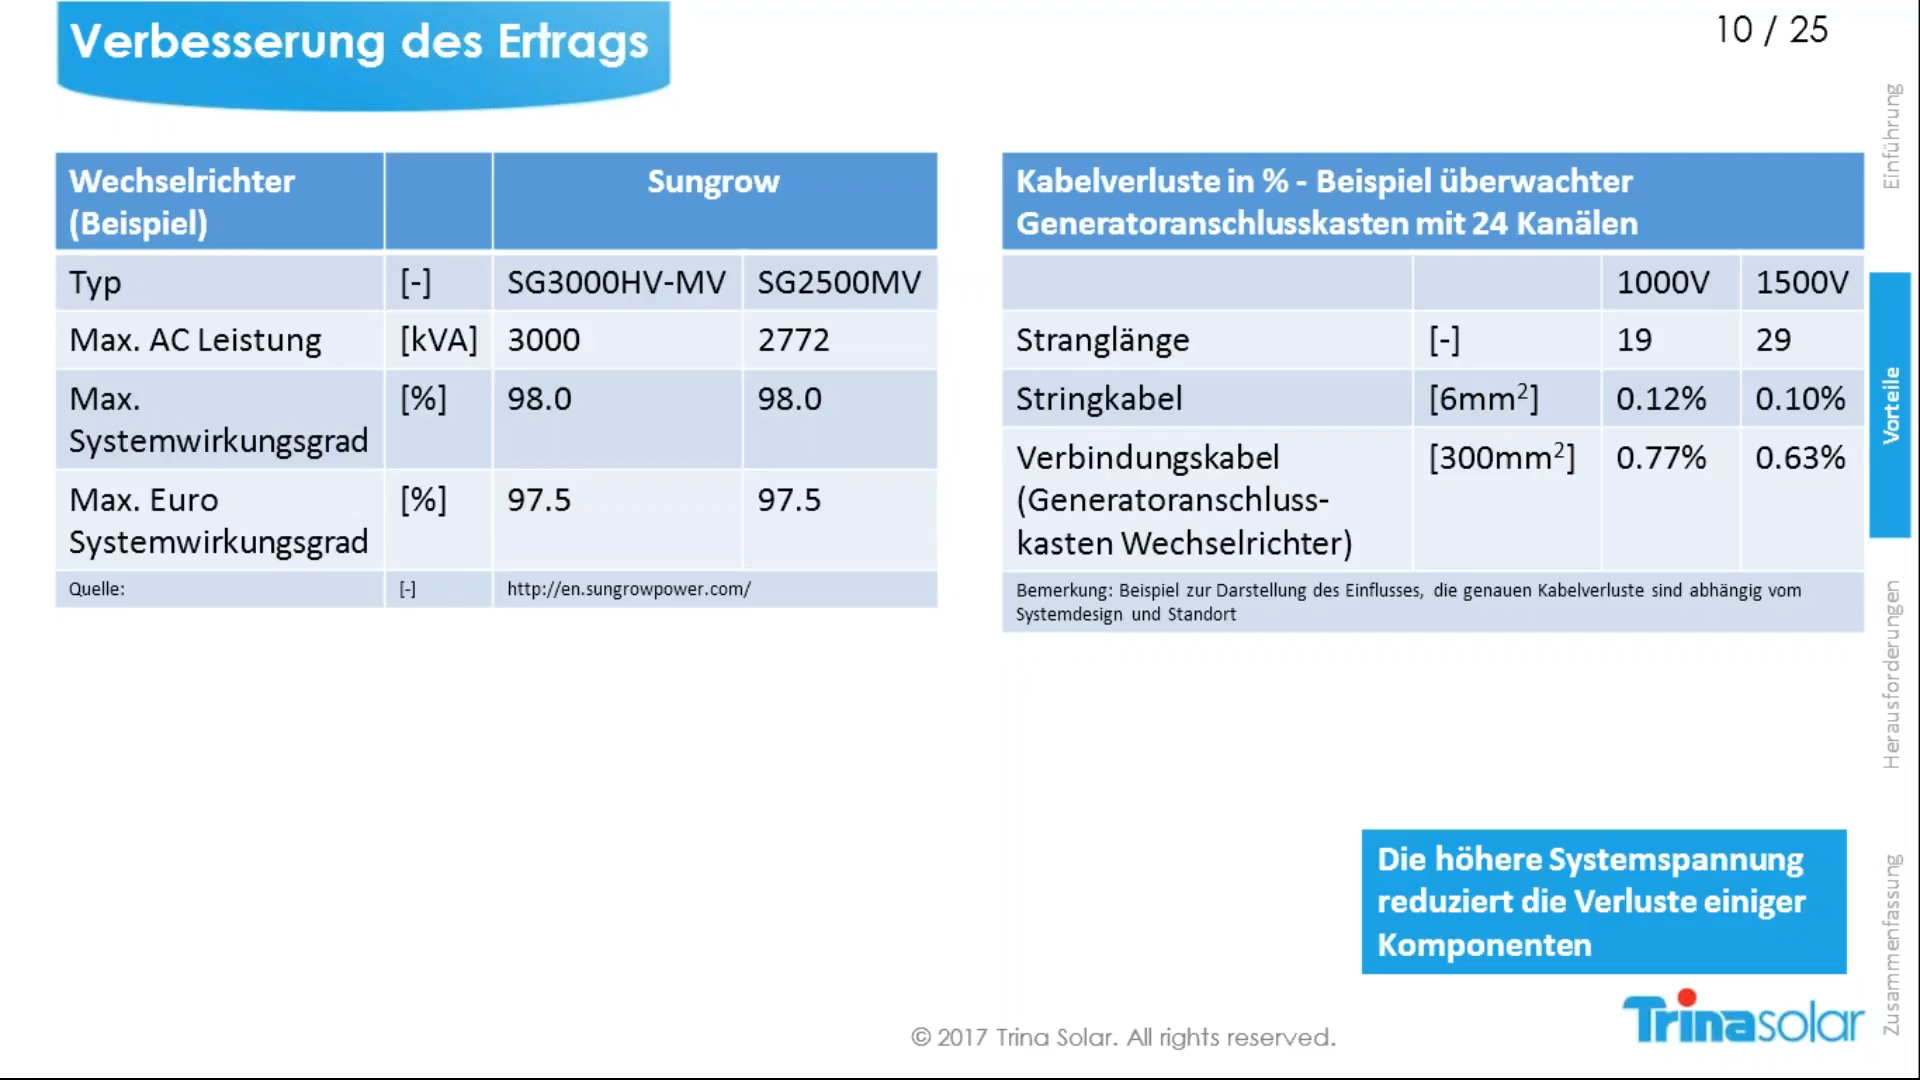 Verbesserung des Ertrags
10 / 25
Wechselrichter
(Beispiel)
Sungrow
Typ [-] SG3000HV-MV SG2500MV
Max. AC Leistung [kVA] 3000 2772
Max.
Systemwirkungsgrad [%] 98.0 98.0
Max. Euro
Systemwirkungsgrad [%] 97.5 97.5
Quelle: [-] http://en.sungrowpower.com/
Kabelverluste in % - Beispiel überwachter
Generatoranschlusskasten mit 24 Kanälen
1000V 1500V
Stranglänge [-] 19 29
Stringkabel [6mm²] 0.12% 0.10%
Verbindungskabel [300mm²] 0.77% 0.63%
(Generatoranschluss-
kasten Wechselrichter)
Bemerkung: Beispiel zur Darstellung des Einflusses, die genauen Kabelverluste sind abhängig vom
Systemdesign und Standort
Die höhere Systemspannung
reduziert die Verluste einiger
Komponenten
Einführung
Vorteile
Herausforderungen
Zusammenfassung
© 2017 Trina Solar. All rights reserved.
Trinasolar